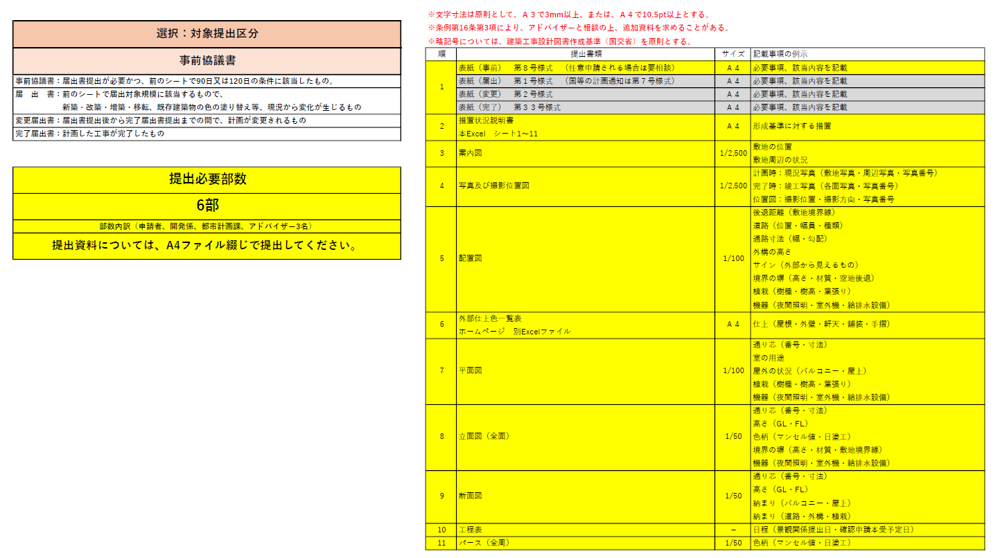 選択：対象提出区分
事前協議書
事前協議書：届出書提出が必要かつ、前のシートで90日又は120日の条件に該当したもの。
届　出　書：前のシートで届出対象規模に該当するもので、
新築・改築・増築・移転、既存建築物の色の塗り替え等、現況から変化が生じるもの
変更届出書：届出書提出後から完了届出書提出までの間で、計画が変更されるもの
完了届出書：計画した工事が完了したもの
提出必要部数
6部
部数内訳（申請者、開発係、都市計画課、アドバイザー3名）
提出資料については、A4ファイル綴じで提出してください。
※文字寸法は原則として、Ａ３で3mm以上、または、Ａ４で10.5pt以上とする。
※条例第16条第3項により、アドバイザーと相談の上、追加資料を求めることがある。
※略記号については、建築工事設計図書作成基準（国交省）を原則とする。
順　提出書類　サイズ　記載事項の例示
1
表紙（事前）　第８号様式　（任意申請される場合は要相談）　Ａ４　必要事項、該当内容を記載
表紙（届出）　第１号様式　（国等の計画通知は第７号様式）　Ａ４　必要事項、該当内容を記載
表紙（変更）　第２号様式　Ａ４　必要事項、該当内容を記載
表紙（完了）　第３３号様式　Ａ４　必要事項、該当内容を記載
2
措置状況説明書
本Excel　シート1～11
Ａ４　形成基準に対する措置
3　案内図　1/2,500
敷地の位置
敷地周辺の状況
4　写真及び撮影位置図　1/2,500
計画時：現況写真（敷地写真・周辺写真・写真番号）
完了時：竣工写真（各面写真・写真番号）
位置図：撮影位置・撮影方向・写真番号
5　配置図　1/100
後退距離（敷地境界線）
道路（位置・幅員・種類）
通路寸法（幅・勾配）
外構の高さ
サイン（外部から見えるもの）
境界の塀（高さ・材質・空地後退）
植栽（樹種・樹高・葉張り）
機器（夜間照明・室外機・給排水設備）
6
外部仕上色一覧表
ホームページ　別Excelファイル
Ａ４　仕上（屋根・外壁・軒天・舗装・手摺）
7　平面図　1/100
通り芯（番号・寸法）
室の用途
屋外の状況（バルコニー・屋上）
植栽（樹種・樹高・葉張り）
機器（夜間照明・室外機・給排水設備）
8　立面図（全面）　1/50
通り芯（番号・寸法）
高さ（GL・FL）
色柄（マンセル値・日塗工）
境界の塀（高さ・材質・敷地境界線）
機器（夜間照明・室外機・給排水設備）
9　断面図　1/50
通り芯（番号・寸法）
高さ（GL・FL）
納まり（バルコニー・屋上）
納まり（道路・外構・植栽）
10　工程表　－　日程（景観関係提出日・確認申請本受予定日）
11　パース（全周）　1/50　色柄（マンセル値・日塗工）